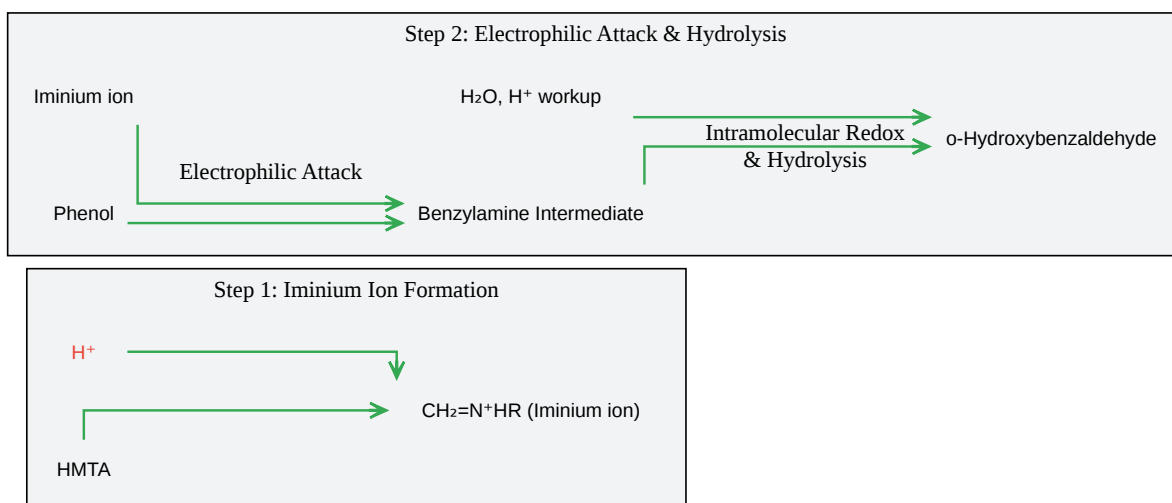 Step 2: Electrophilic Attack & Hydrolysis
Iminium ion
H₂O, H⁺ workup
Intramolecular Redox
& Hydrolysis
o-Hydroxybenzaldehyde
Electrophilic Attack
Phenol
Benzylamine Intermediate
Step 1: Iminium Ion Formation
H⁺
CH₂=N⁺HR (Iminium ion)
HMTA